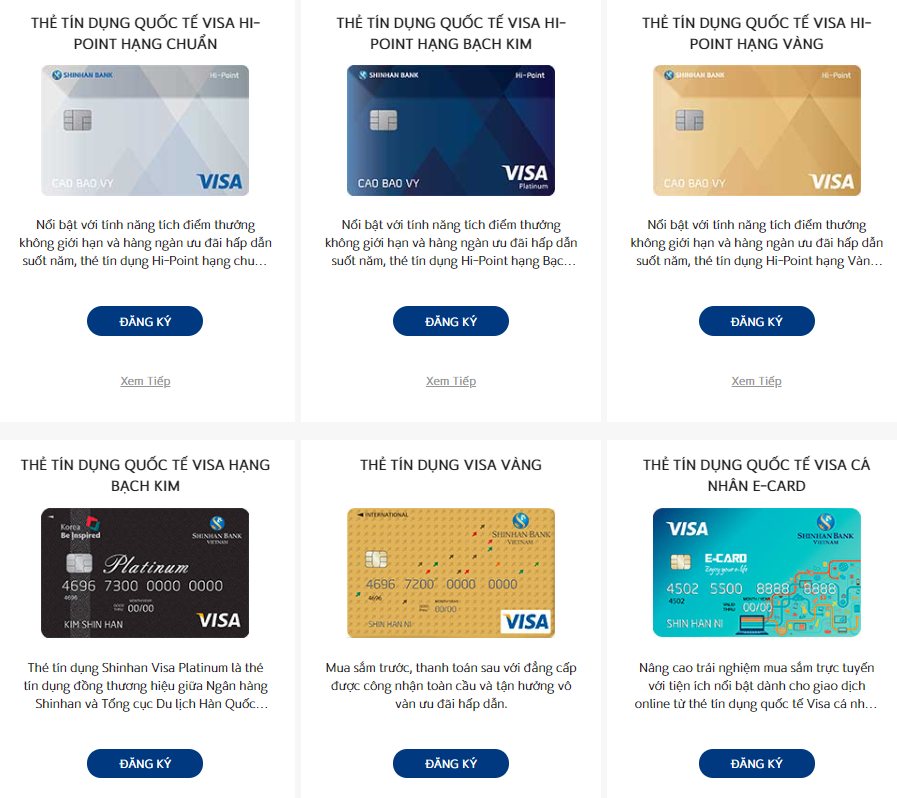 THẺ TÍN DỤNG QUỐC TẾ VISA HI-
POINT HẠNG CHUẨN
SHINHAN BANK
Hi-Point
CAO BAO VY
VISA
Nổi bật với tính năng tích điểm thưởng
không giới hạn và hàng ngàn ưu đãi hấp dẫn
suốt năm, thẻ tín dụng Hi-Point hạng chu...
ĐĂNG KÝ
Xem Tiếp
THẺ TÍN DỤNG QUỐC TẾ VISA HI-
POINT HẠNG BẠCH KIM
SHINHAN BANK
Hi-Point
CAO BAO VY
VISA
Platinum
Nổi bật với tính năng tích điểm thưởng
không giới hạn và hàng ngàn ưu đãi hấp dẫn
suốt năm, thẻ tín dụng Hi-Point hạng Bạc...
ĐĂNG KÝ
Xem Tiếp
THẺ TÍN DỤNG QUỐC TẾ VISA HI-
POINT HẠNG VÀNG
SHINHAN BANK
Hi-Point
CAO BAO VY
VISA
Nổi bật với tính năng tích điểm thưởng
không giới hạn và hàng ngàn ưu đãi hấp dẫn
suốt năm, thẻ tín dụng Hi-Point hạng Vàn...
ĐĂNG KÝ
Xem Tiếp
THẺ TÍN DỤNG QUỐC TẾ VISA HẠNG
BẠCH KIM
Korea
Be Inspired
SHINHAN BANK
VIETNAM
Platinum
4696 7300 0000 0000
4696
00/00
KIM SHIN HAN
VISA
Thẻ tín dụng Shinhan Visa Platinum là thẻ
tín dụng đồng thương hiệu giữa Ngân hàng
Shinhan và Tổng cục Du lịch Hàn Quốc...
ĐĂNG KÝ
THẺ TÍN DỤNG VISA VÀNG
INTERNATIONAL
SHINHAN BANK
VIETNAM
4696 7200 0000 0000
4696
00/00
SHIN HAN NI
VISA
Mua sắm trước, thanh toán sau với đẳng cấp
được công nhận toàn cầu và tận hưởng vô
vàn ưu đãi hấp dẫn.
ĐĂNG KÝ
THẺ TÍN DỤNG QUỐC TẾ VISA CÁ
NHÂN E-CARD
VISA
SHINHAN BANK
VIETNAM
E-CARD
Enjoy your e-life
4502 5500 8888 8888
4502
VALID
THRU
MONTH/YEAR
00/00
SHIN HAN NI
Nâng cao trải nghiệm mua sắm trực tuyến
với tiện ích nổi bật dành cho giao dịch
online từ thẻ tín dụng quốc tế Visa cá nh...
ĐĂNG KÝ